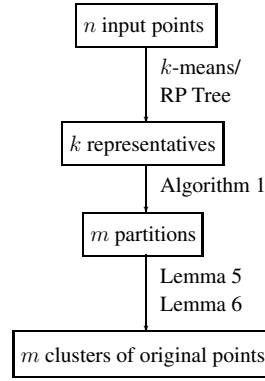 n input points
k-means/
RP Tree
k representatives
Algorithm 1
m partitions
Lemma 5
Lemma 6
m clusters of original points